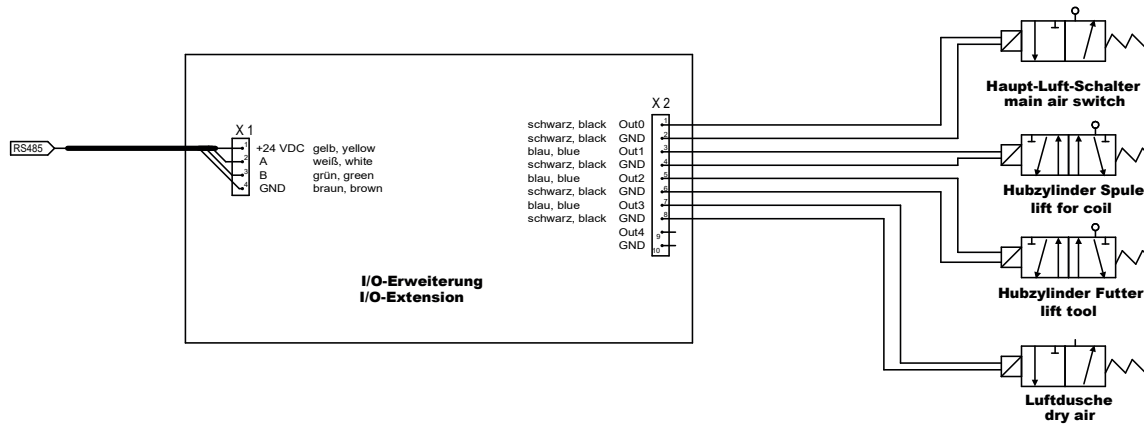 RS485
X 1
1 +24 VDC gelb, yellow
2 A weiß, white
3 B grün, green
4 GND braun, brown
I/O-Erweiterung
I/O-Extension
X 2
schwarz, black Out0 1
schwarz, black GND 2
blau, blue Out1 3
schwarz, black GND 4
blau, blue Out2 5
schwarz, black GND 6
blau, blue Out3 7
schwarz, black GND 8
Out4 9
GND 10
Haupt-Luft-Schalter
main air switch
Hubzylinder Spule
lift for coil
Hubzylinder Futter
lift tool
Luftdusche
dry air